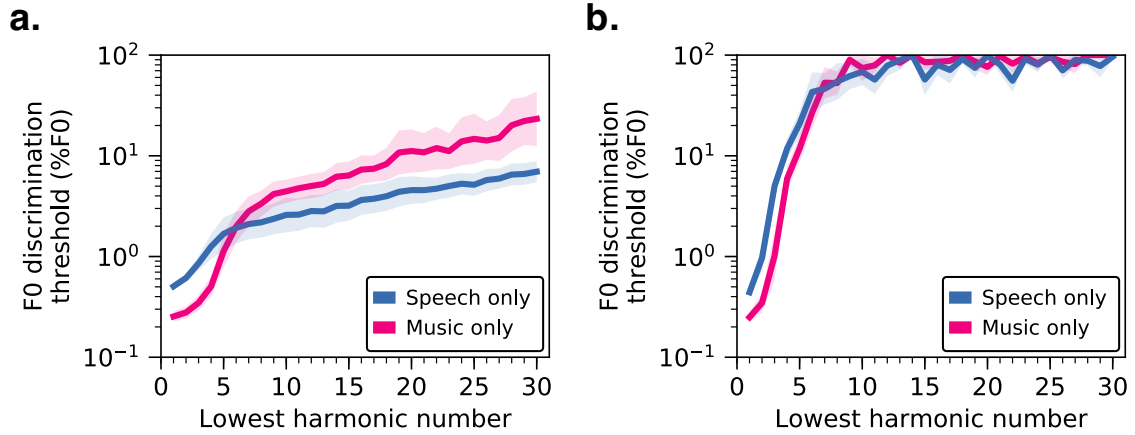 a.
F0 discrimination
threshold (%F0)
10²
10¹
10⁰
10⁻¹
0 5 10 15 20 25 30
Lowest harmonic number
Speech only
Music only
b.
F0 discrimination
threshold (%F0)
10²
10¹
10⁰
10⁻¹
0 5 10 15 20 25 30
Lowest harmonic number
Speech only
Music only